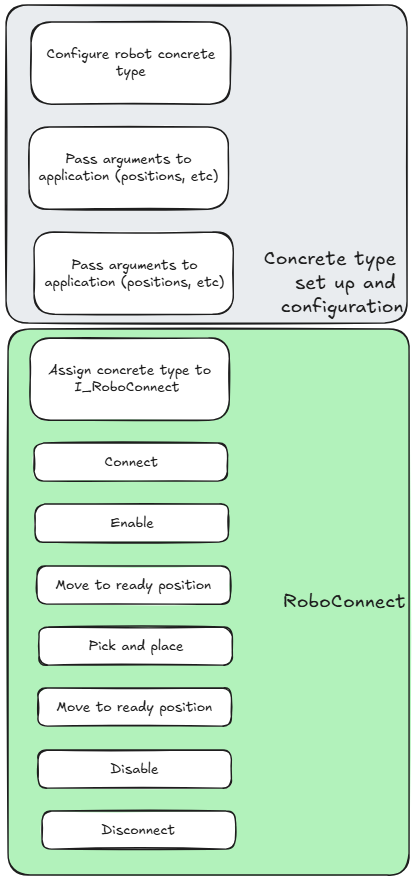 Configure robot concrete
type
Pass arguments to
application (positions, etc)
Pass arguments to
application (positions, etc)
Concrete type
set up and
configuration
Assign concrete type to
I_RoboConnect
Connect
Enable
Move to ready position
RoboConnect
Pick and place
Move to ready position
Disable
Disconnect